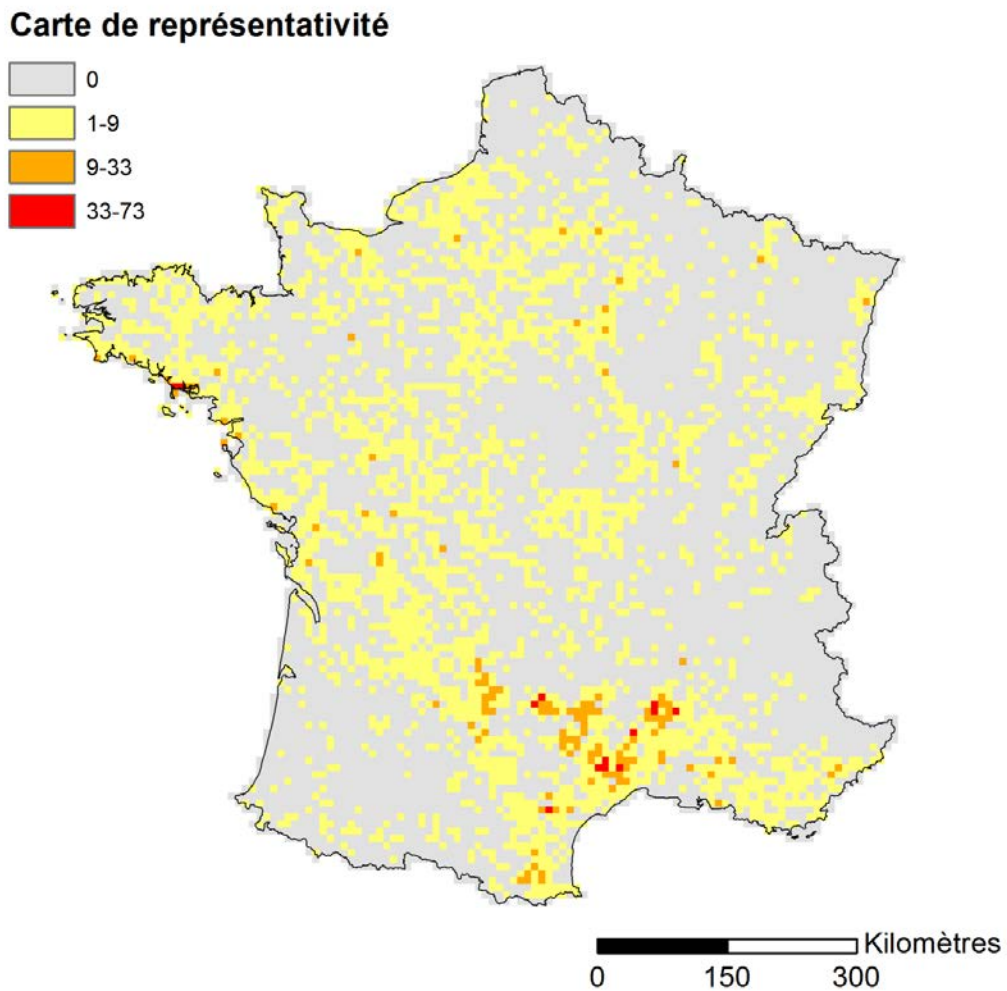 Carte de représentativité
0
1-9
9-33
33-73
Kilomètres
0 150 300